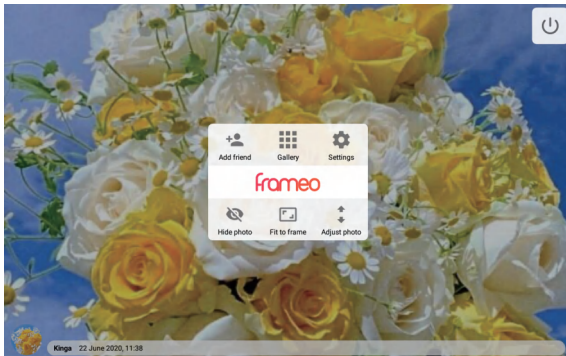 Add friend Gallery Settings
frameo
Hide photo Fit to frame Adjust photo
Kinga 22 June 2020, 11:38